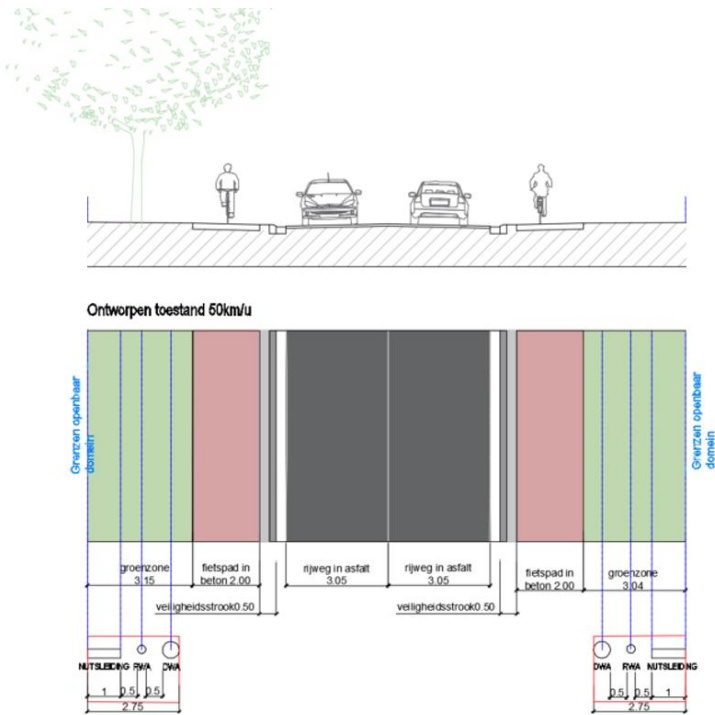 Ontworpen toestand 50km/u
Grenzen openbaar
domein
Grenzen openbaar
domein
groenzone
3.15
fietspad in
beton 2.00
rijweg in asfalt
3.05
rijweg in asfalt
3.05
fietspad in
beton 2.00
groenzone
3.04
veiligheidsstrook0.50
veiligheidsstrook0.50
NUTSLEIDING RWA DWA
1 0.5 0.5
2.75
DWA RWA NUTSLEIDING
0.5 0.5 1
2.75